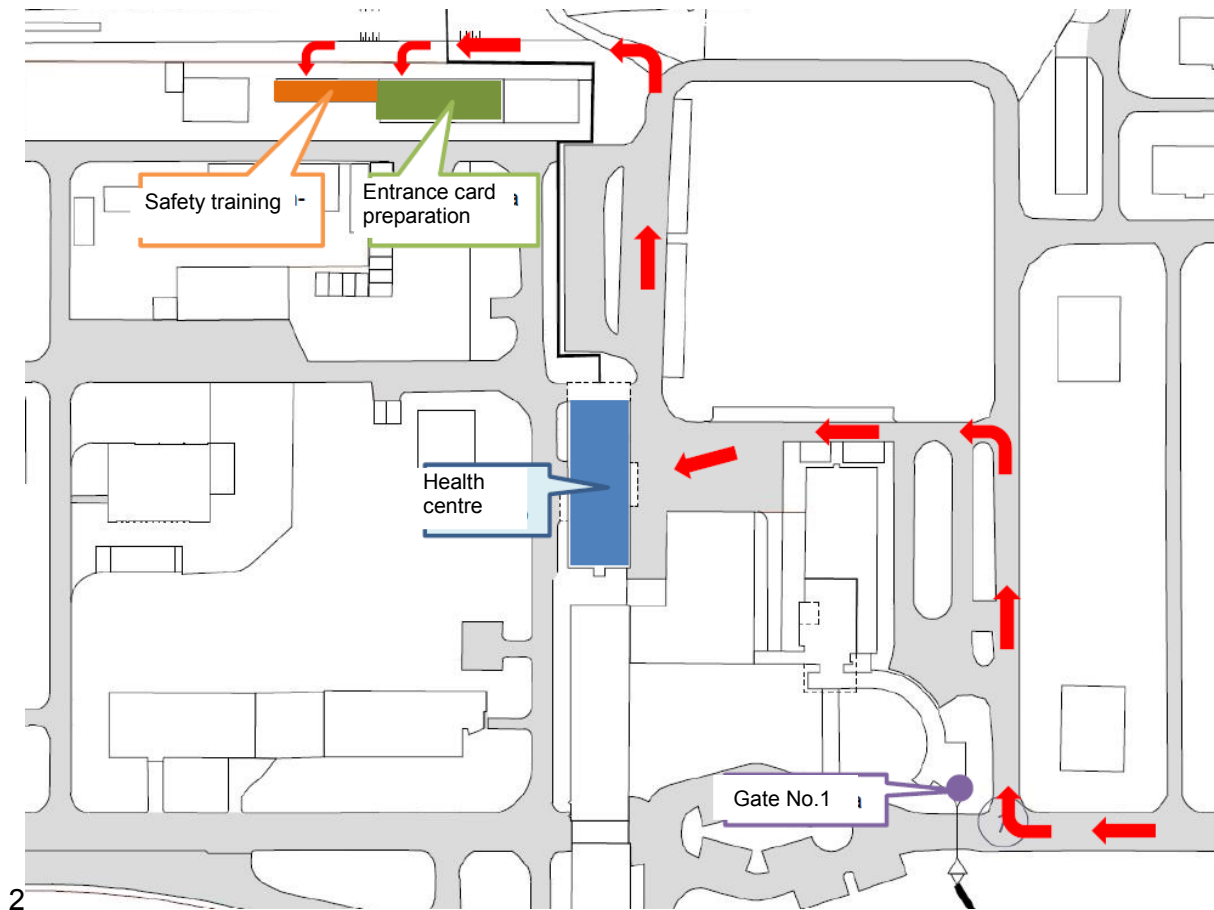 Safety training -
Entrance card a
preparation
Health
centre
Gate No.1
2